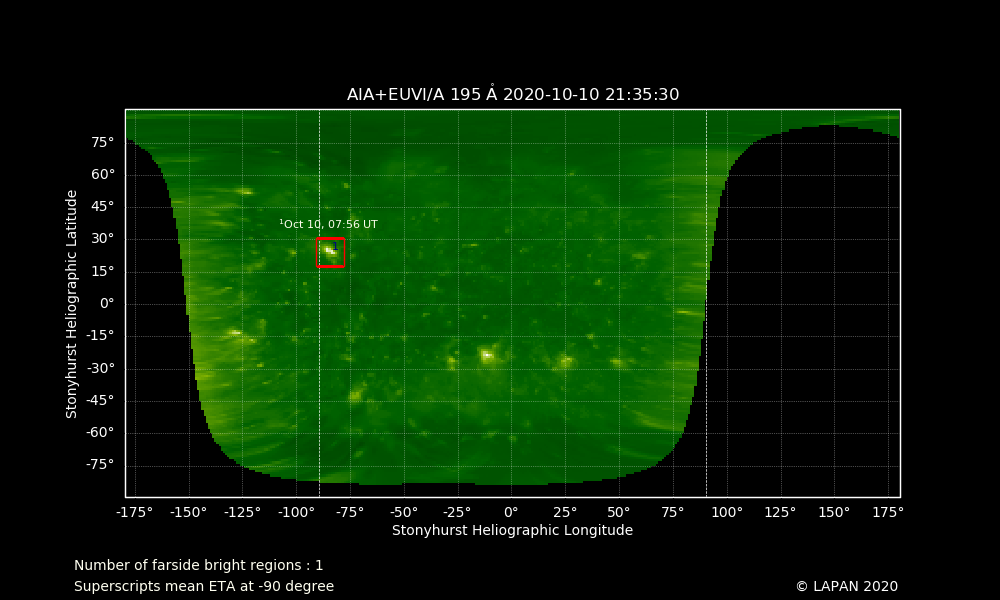 AIA+EUVI/A 195 Å 2020-10-10 21:35:30
75°
60°
45°
30°
15°
0°
-15°
-30°
-45°
-60°
-75°
Stonyhurst Heliographic Latitude
¹Oct 10, 07:56 UT
-175° -150° -125° -100° -75° -50° -25° 0° 25° 50° 75° 100° 125° 150° 175°
Stonyhurst Heliographic Longitude
Number of farside bright regions : 1
Superscripts mean ETA at -90 degree
© LAPAN 2020